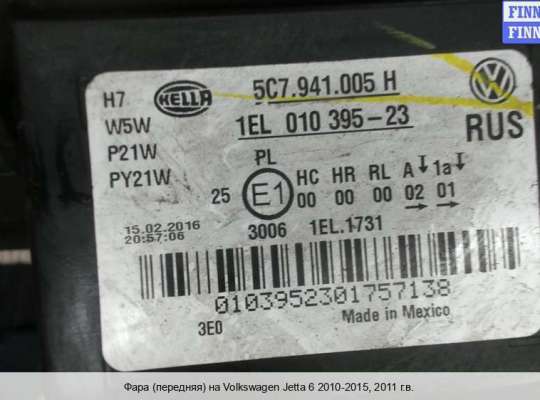 FINN
FINN
H7 HELLA 5C7.941.005 H
W5W 1EL 010 395-23
P21W PL RUS
PY21W
25 E1 HC HR RL A 1a
00 00 00 02 01
15.02.2016
20:57:06 3006 1EL.1731
0103952301757138
3E0 Made in Mexico
Фара (передняя) на Volkswagen Jetta 6 2010-2015, 2011 г.в.